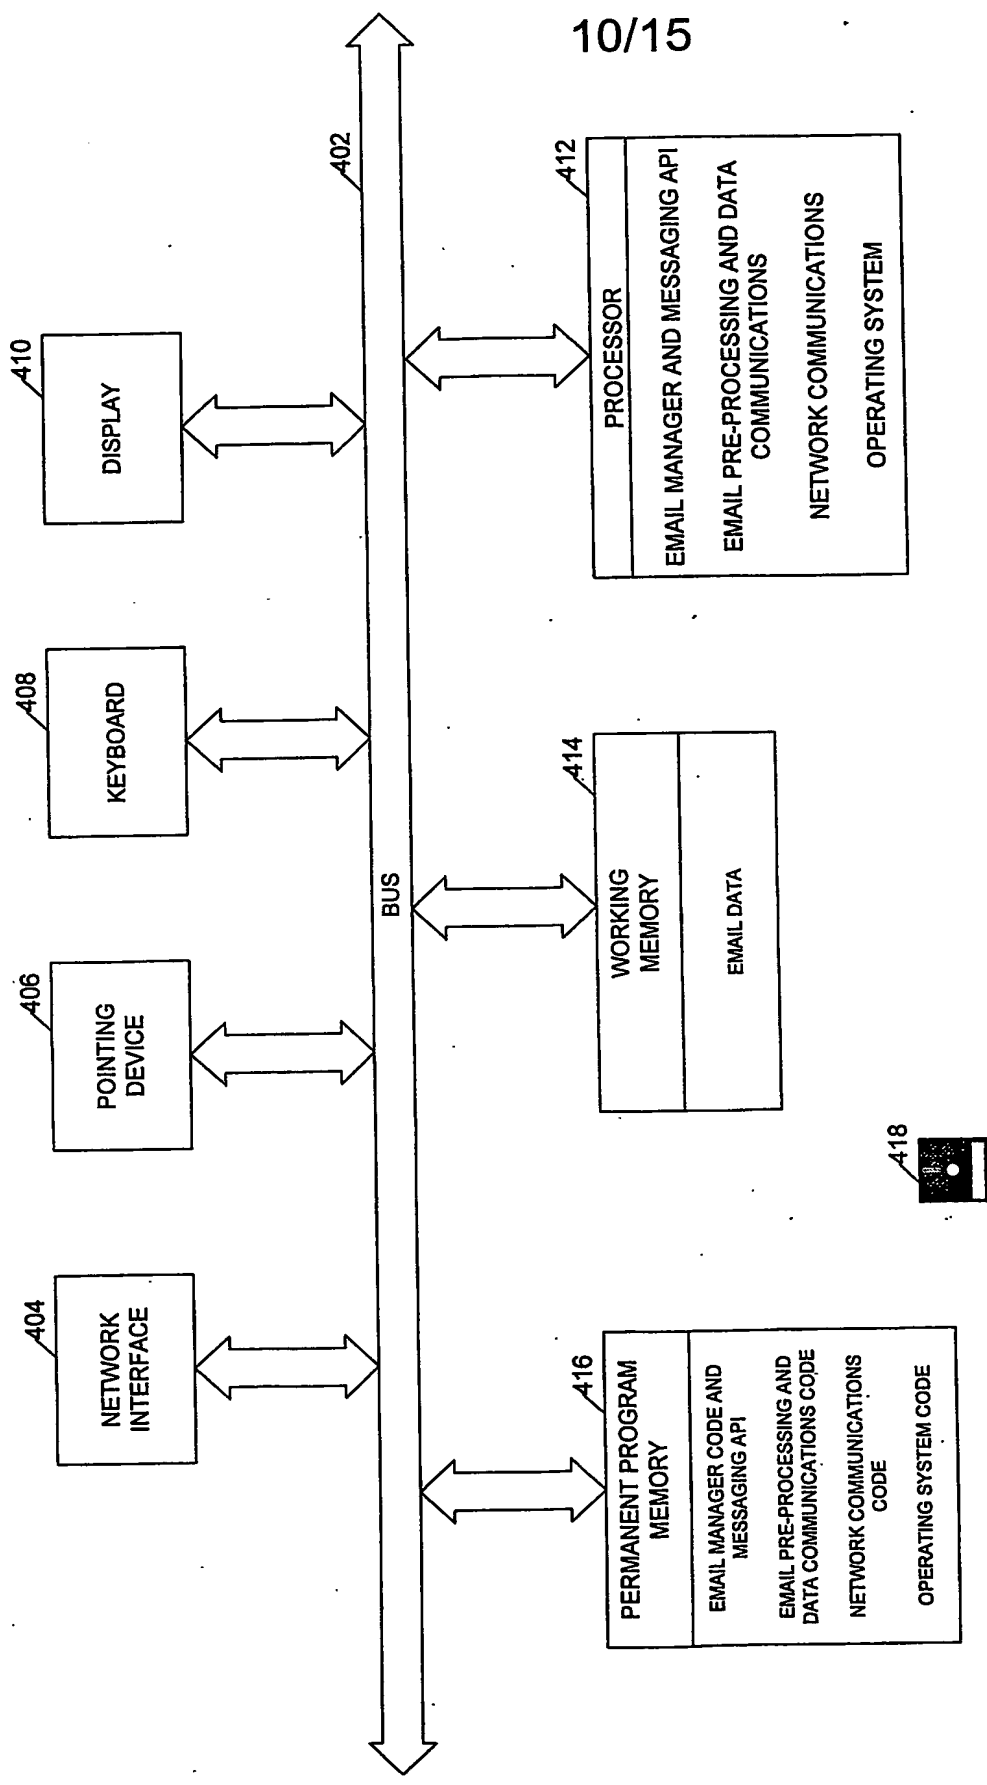 10/15
404
NETWORK
INTERFACE
406
POINTING
DEVICE
408
KEYBOARD
410
DISPLAY
402
BUS
416
PERMANENT PROGRAM
MEMORY
EMAIL MANAGER CODE AND
MESSAGING API
EMAIL PRE-PROCESSING AND
DATA COMMUNICATIONS CODE
NETWORK COMMUNICATIONS
CODE
OPERATING SYSTEM CODE
418
414
WORKING
MEMORY
EMAIL DATA
412
PROCESSOR
EMAIL MANAGER AND MESSAGING API
EMAIL PRE-PROCESSING AND DATA
COMMUNICATIONS
NETWORK COMMUNICATIONS
OPERATING SYSTEM